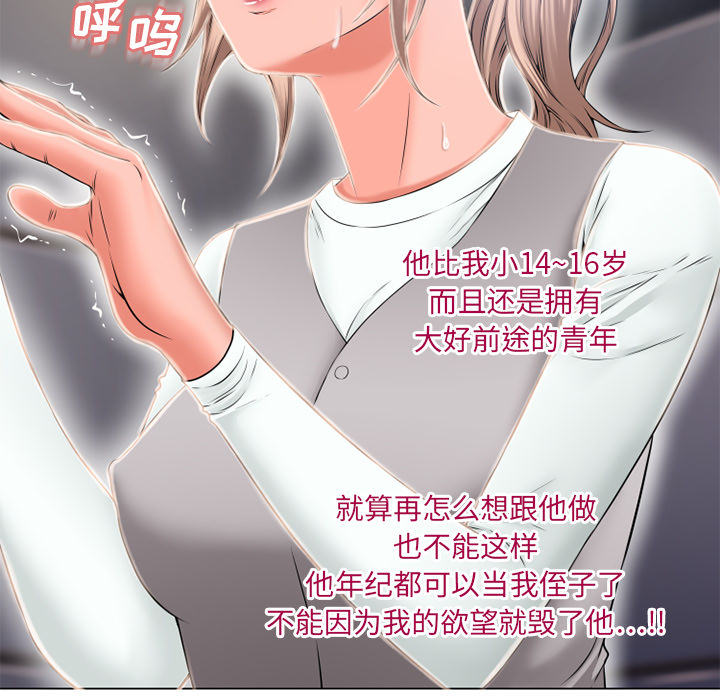 呼呜
他比我小14~16岁
而且还是拥有
大好前途的青年
就算再怎么想跟他做
也不能这样
他年纪都可以当我侄子了
不能因为我的欲望就毁了他...!!